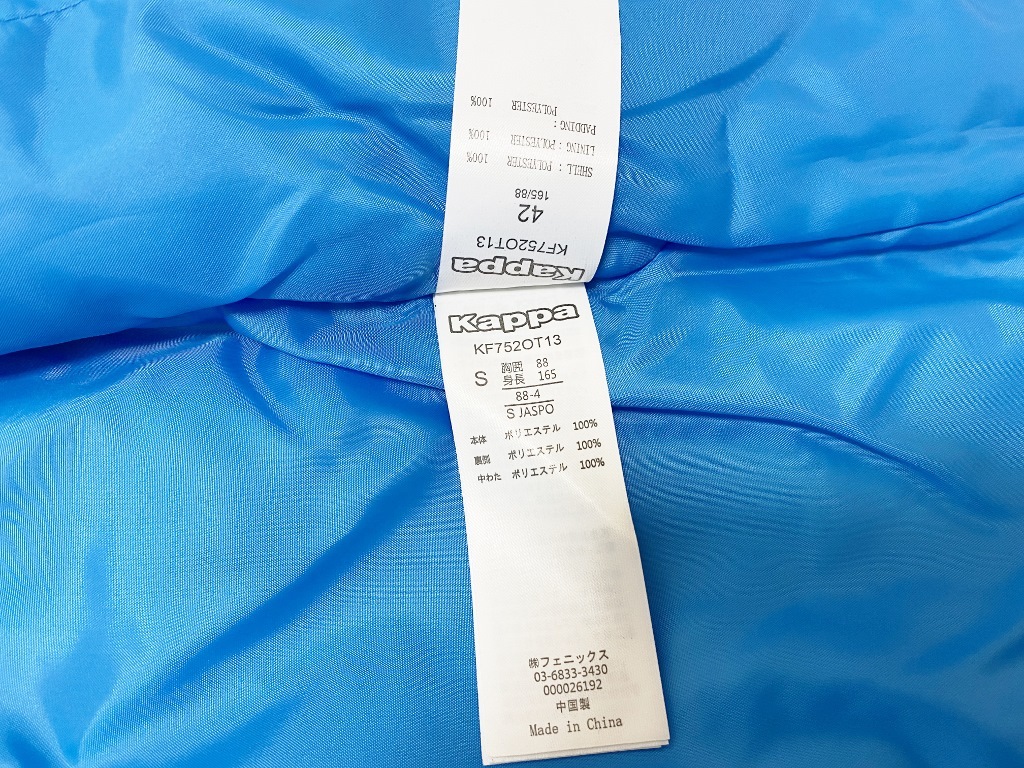 Kappa
KF752OT13
42
165/88
SHELL : POLYESTER 100%
LINING : POLYESTER 100%
PADDING :
POLYESTER 100%
Kappa
KF752OT13
S 胸囲 88
身長 165
88-4
S JASPO
本体 ポリエステル 100%
裏面 ポリエステル 100%
中わた ポリエステル 100%
㈱フェニックス
03-6833-3430
000026192
中国製
Made in China